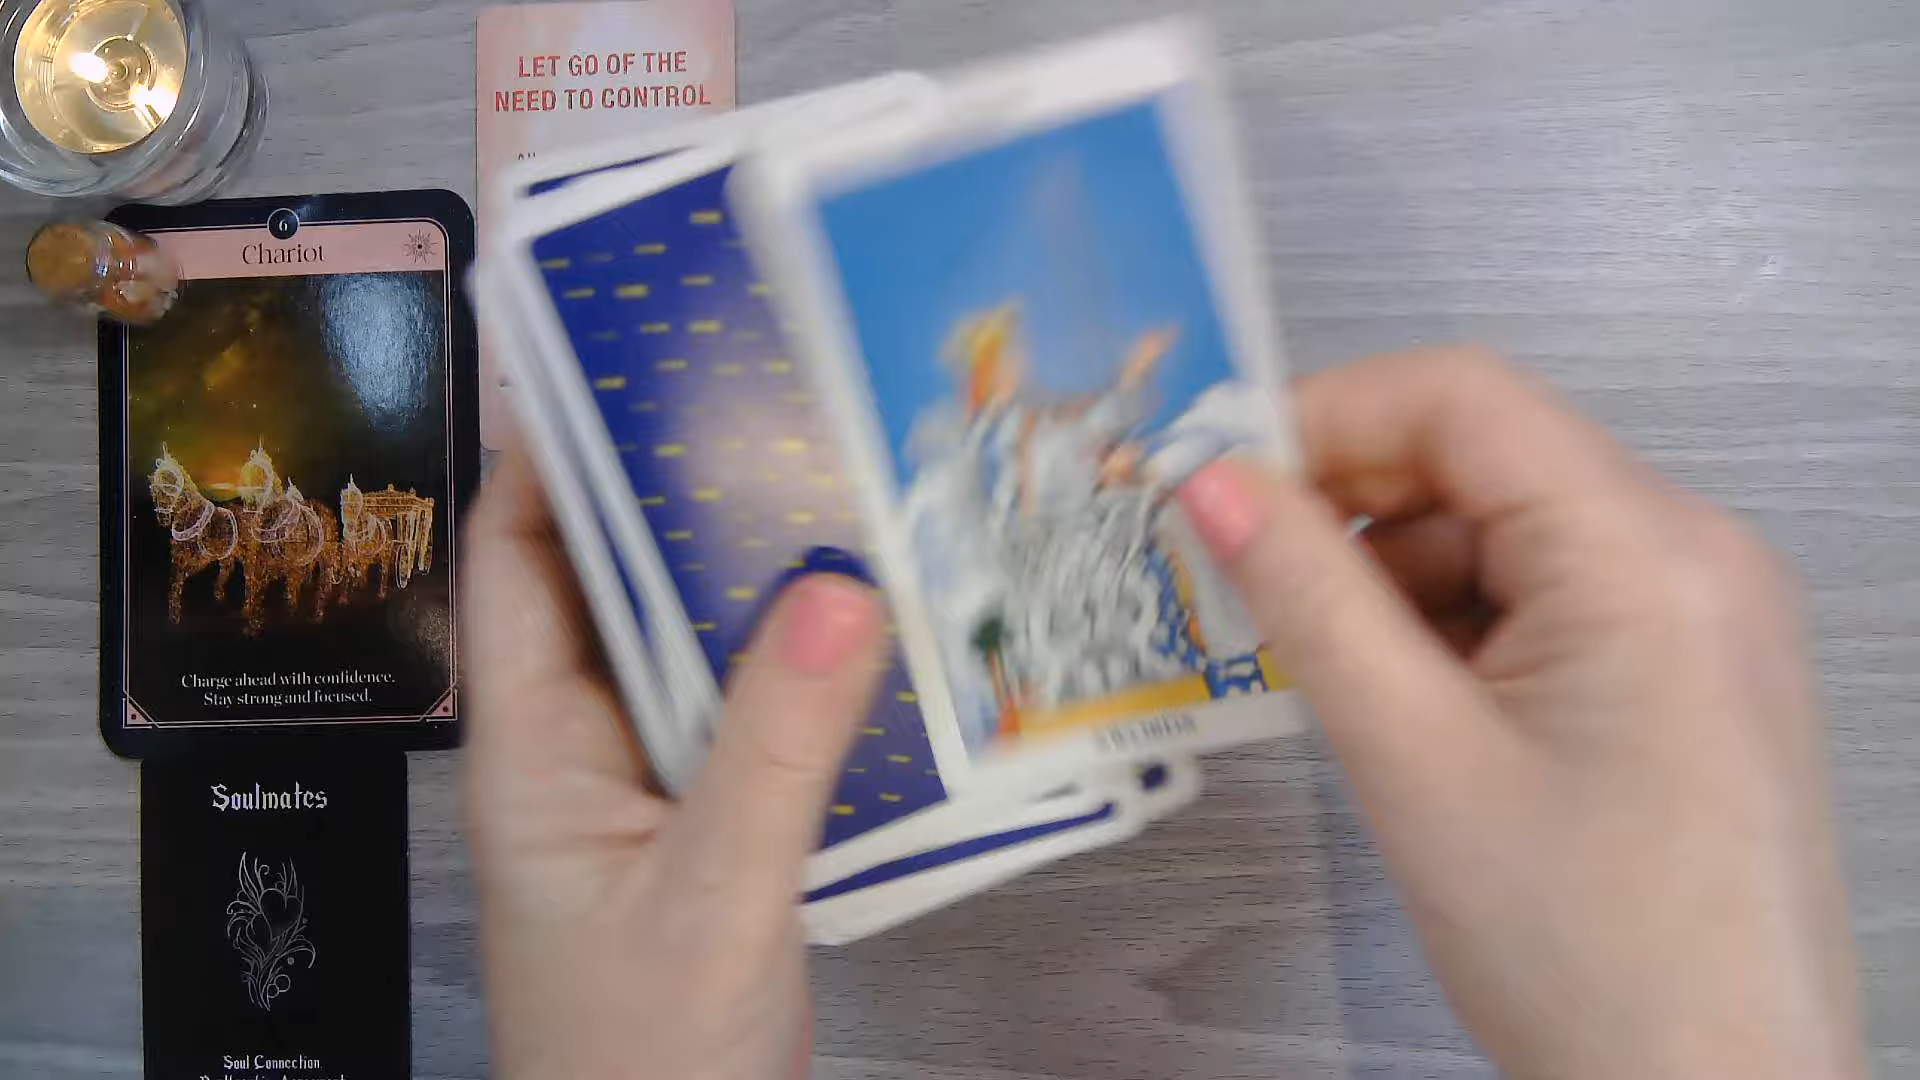 LET GO OF THE
NEED TO CONTROL
6
Chariot
Charge ahead with confidence.
Stay strong and focused.
Soulmates
Soul Connection